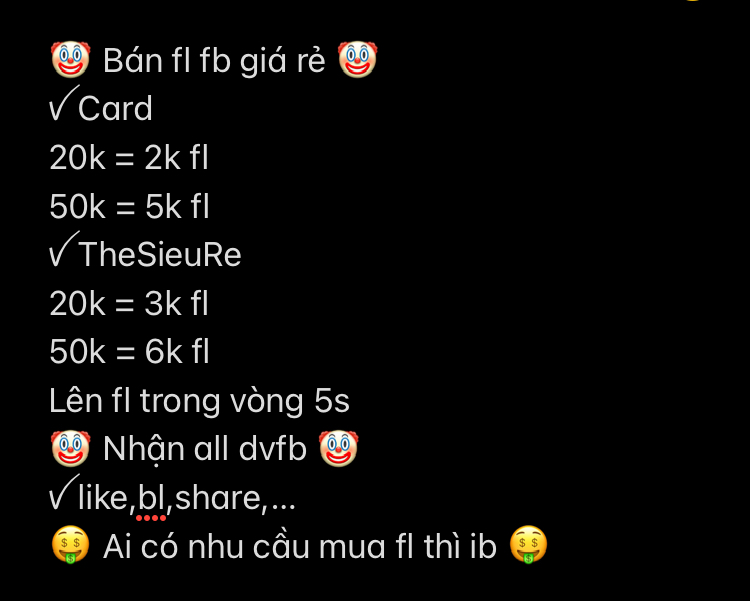 🤡 Bán fl fb giá rẻ 🤡
√Card
20k = 2k fl
50k = 5k fl
√TheSieuRe
20k = 3k fl
50k = 6k fl
Lên fl trong vòng 5s
🤡 Nhận all dvfb 🤡
√like,bl,share,...
🤑 Ai có nhu cầu mua fl thì ib 🤑